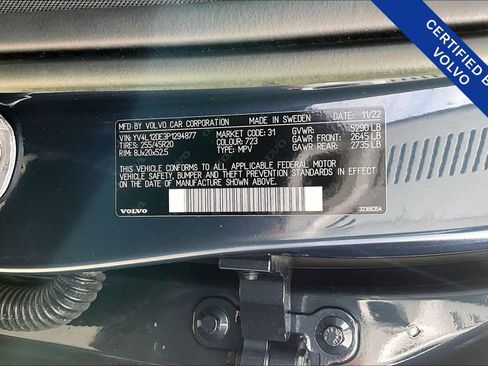 CERTIFIED BY
VOLVO
MFD BY VOLVO CAR CORPORATION MADE IN SWEDEN 11/22
VIN: YV4L12DE3P1294877 MARKET CODE: 31 GVWR: 5290 LB
TIRES: 255/45R20 COLOUR: 723 GAWR FRONT: 2645 LB
RIM: 8Jx20x52.5 TYPE: MPV GAWR REAR: 2735 LB
THIS VEHICLE CONFORMS TO ALL APPLICABLE FEDERAL MOTOR
VEHICLE SAFETY, BUMPER AND THEFT PREVENTION STANDARDS IN EFFECT
ON THE DATE OF MANUFACTURE SHOWN ABOVE.
VOLVO 32366354